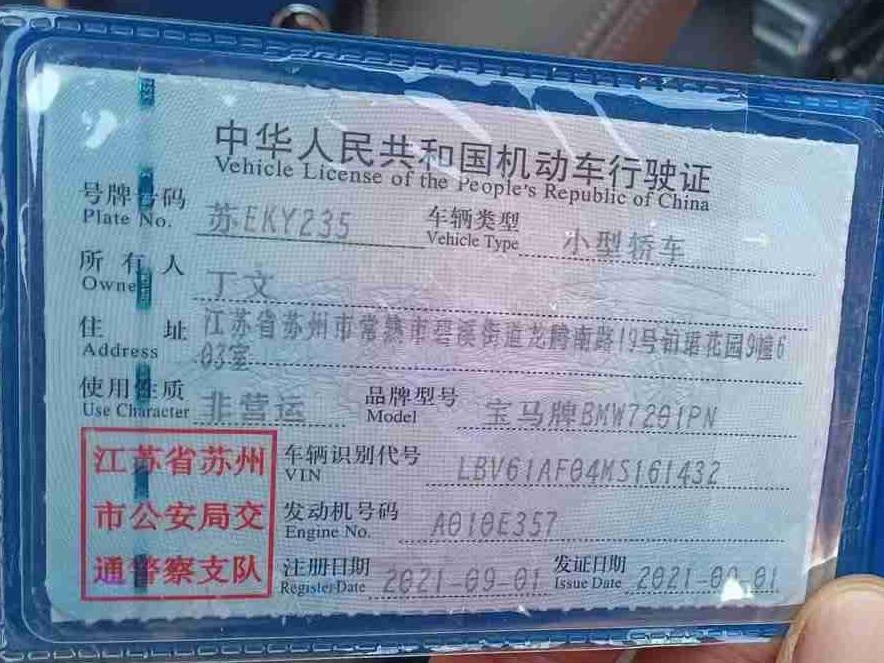 中华人民共和国机动车行驶证
Vehicle License of the People's Republic of China
号牌号码 苏EKY235 车辆类型 小型轿车
Plate No. Vehicle Type
所有人 丁文
Owner
住址 江苏省苏州市常熟市碧溪街道龙腾南路19号 花园9幢6
Address 03室
使用性质 非营运 品牌型号 宝马牌BMW7201PN
Use Character Model
江苏省苏州 车辆识别代号 LBV61AF04MS161432
VIN
市公安局交 发动机号码 A010E357
Engine No.
通警察支队 注册日期 2021-09-01 发证日期 2021-09-01
Register Date Issue Date